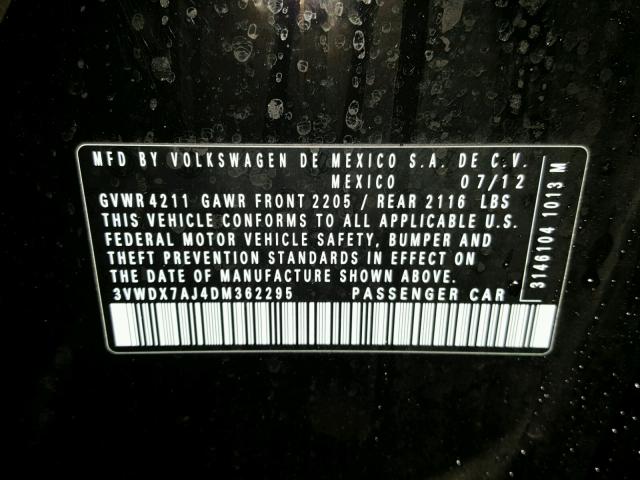 MFD BY VOLKSWAGEN DE MEXICO S.A. DE C.V.
MEXICO 07/12
GVWR 4211 GAWR FRONT 2205 / REAR 2116 LBS
THIS VEHICLE CONFORMS TO ALL APPLICABLE U.S.
FEDERAL MOTOR VEHICLE SAFETY, BUMPER AND
THEFT PREVENTION STANDARDS IN EFFECT ON
THE DATE OF MANUFACTURE SHOWN ABOVE.
3VWDX7AJ4DM362295 PASSENGER CAR
3146104 1013 M